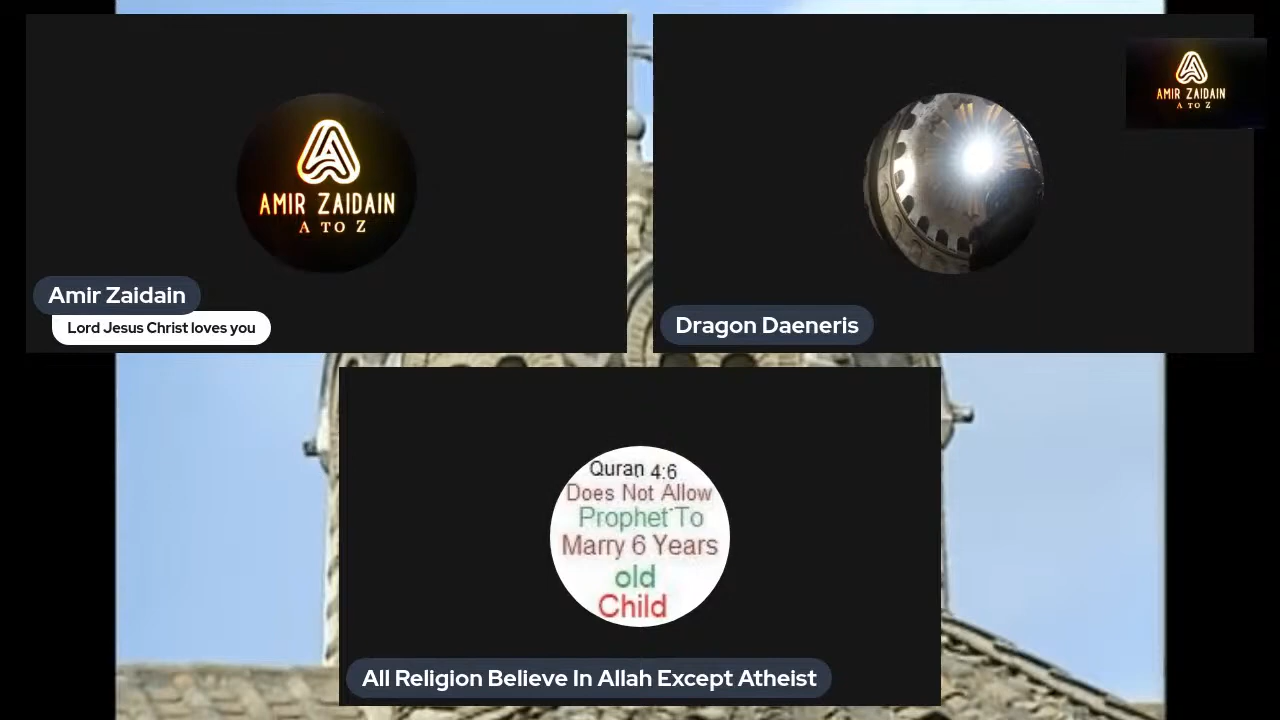 AMIR ZAIDAIN
A TO Z
Amir Zaidain
Lord Jesus Christ loves you
Dragon Daeneris
AMIR ZAIDAIN
A TO Z
Quran 4:6
Does Not Allow
Prophet To
Marry 6 Years
old
Child
All Religion Believe In Allah Except Atheist